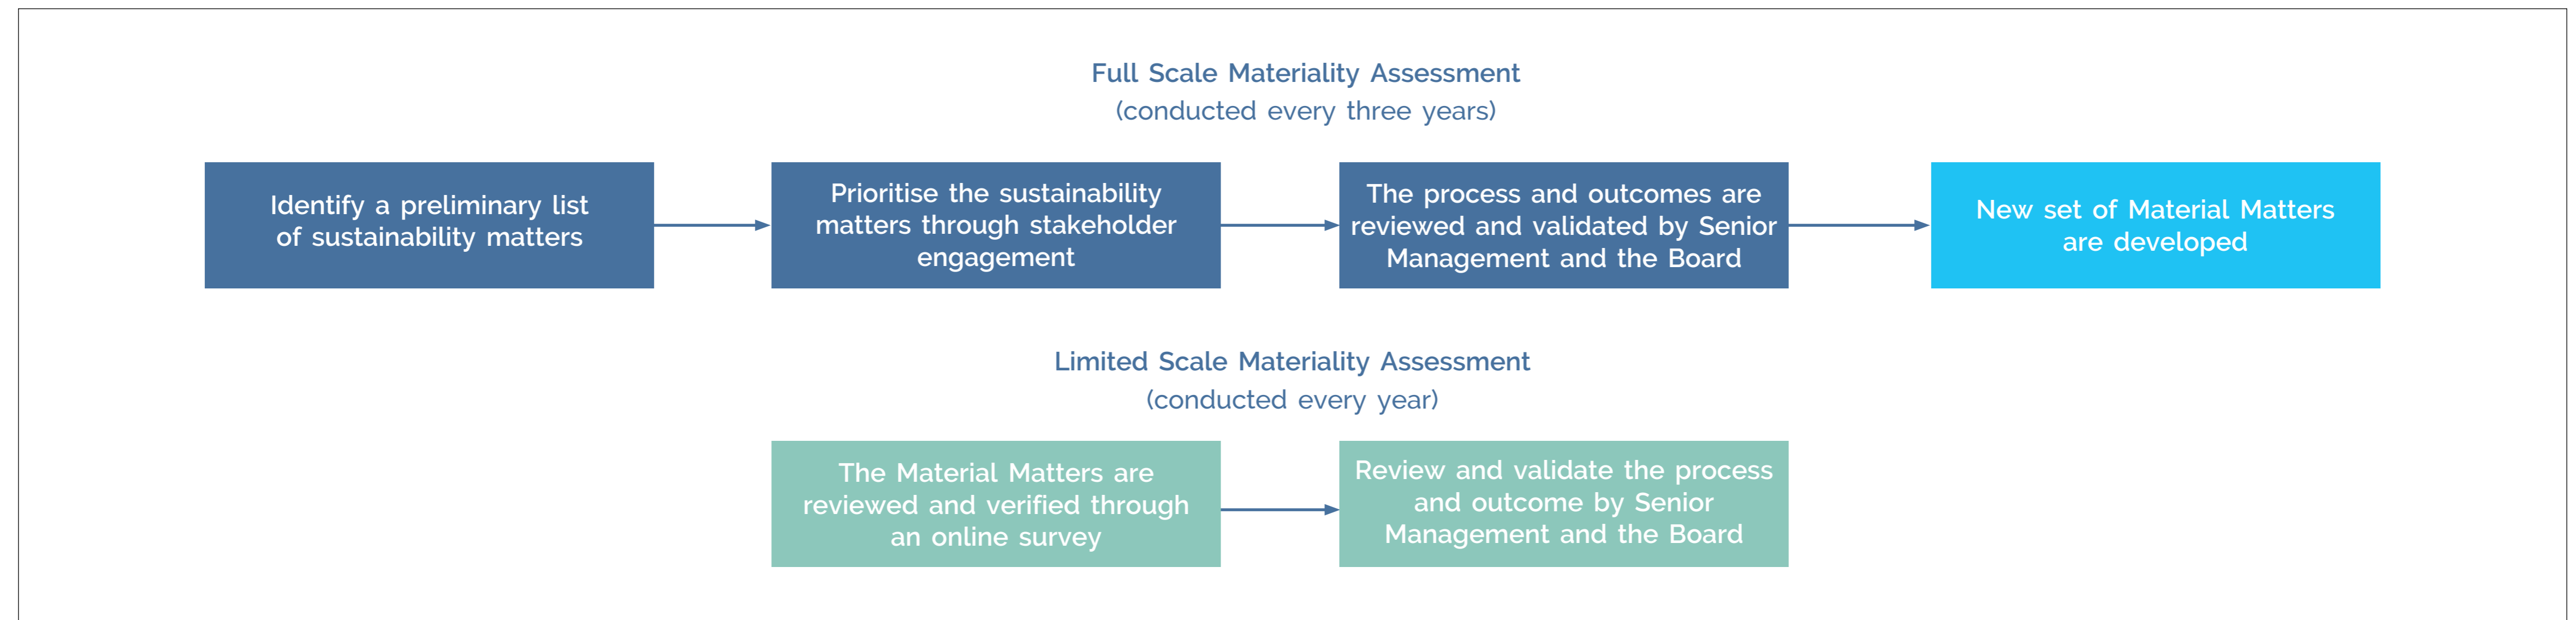 Full Scale Materiality Assessment
(conducted every three years)
Identify a preliminary list
of sustainability matters
Prioritise the sustainability
matters through stakeholder
engagement
The process and outcomes are
reviewed and validated by Senior
Management and the Board
New set of Material Matters
are developed
Limited Scale Materiality Assessment
(conducted every year)
The Material Matters are
reviewed and verified through
an online survey
Review and validate the process
and outcome by Senior
Management and the Board